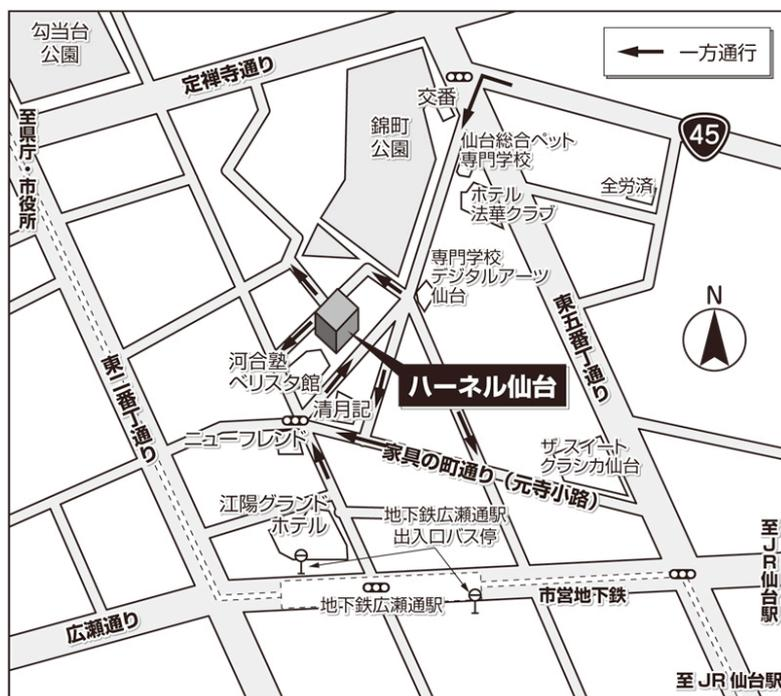 勾当台
公園
定禅寺通り
一方通行
交番
45
錦町
公園
仙台総合ペット
専門学校
全労済
ホテル
法華クラブ
至県庁・市役所
専門学校
デジタルアーツ
仙台
N
東五番丁通り
東二番丁通り
河合塾
ベリスタ館
ハーネル仙台
清月記
ニューフレンド
家具の町通り(元寺小路)
ザ スイート
クラシカ仙台
江陽グランド
ホテル
地下鉄広瀬通駅
出入口バス停
至JR仙台駅
市営地下鉄
地下鉄広瀬通駅
広瀬通り
至 JR 仙台駅